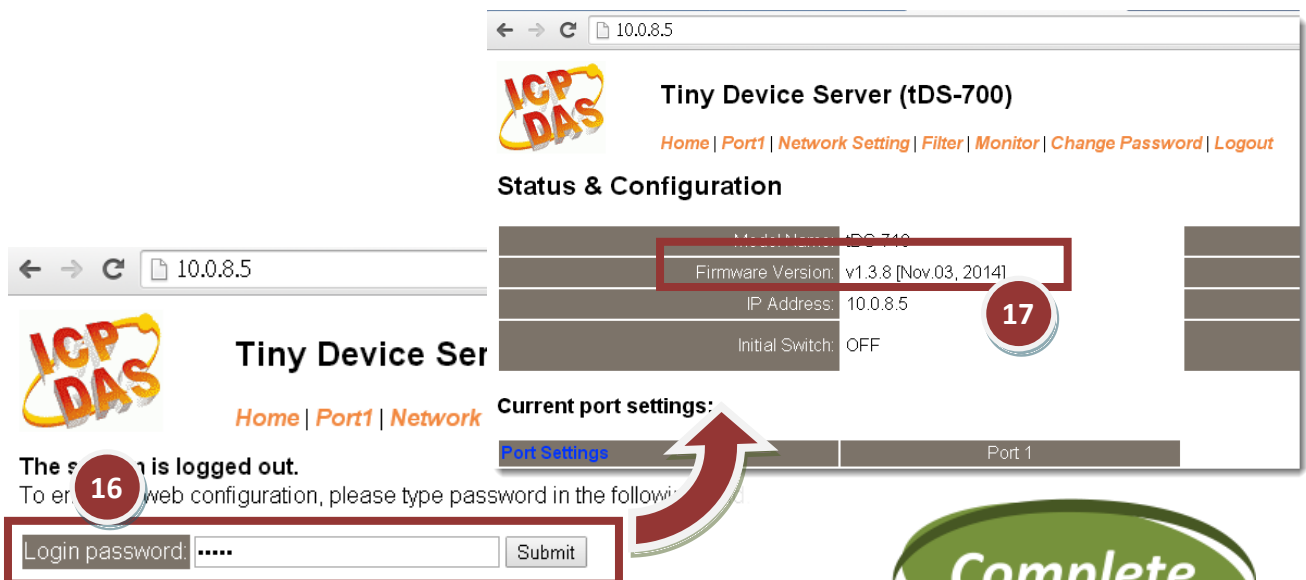 10.0.8.5
ICP DAS
Tiny Device Server (tDS-700)
Home | Port1 | Network Setting | Filter | Monitor | Change Password | Logout
Status & Configuration
Model Name:
Firmware Version: v1.3.8 [Nov.03, 2014]
IP Address: 10.0.8.5
17
Initial Switch: OFF
Current port settings:
Port Settings Port 1
10.0.8.5
ICP DAS
Tiny Device Ser
Home | Port1 | Network
The is logged out.
16
web configuration, please type password in the
Login password: ••••• Submit
Complete